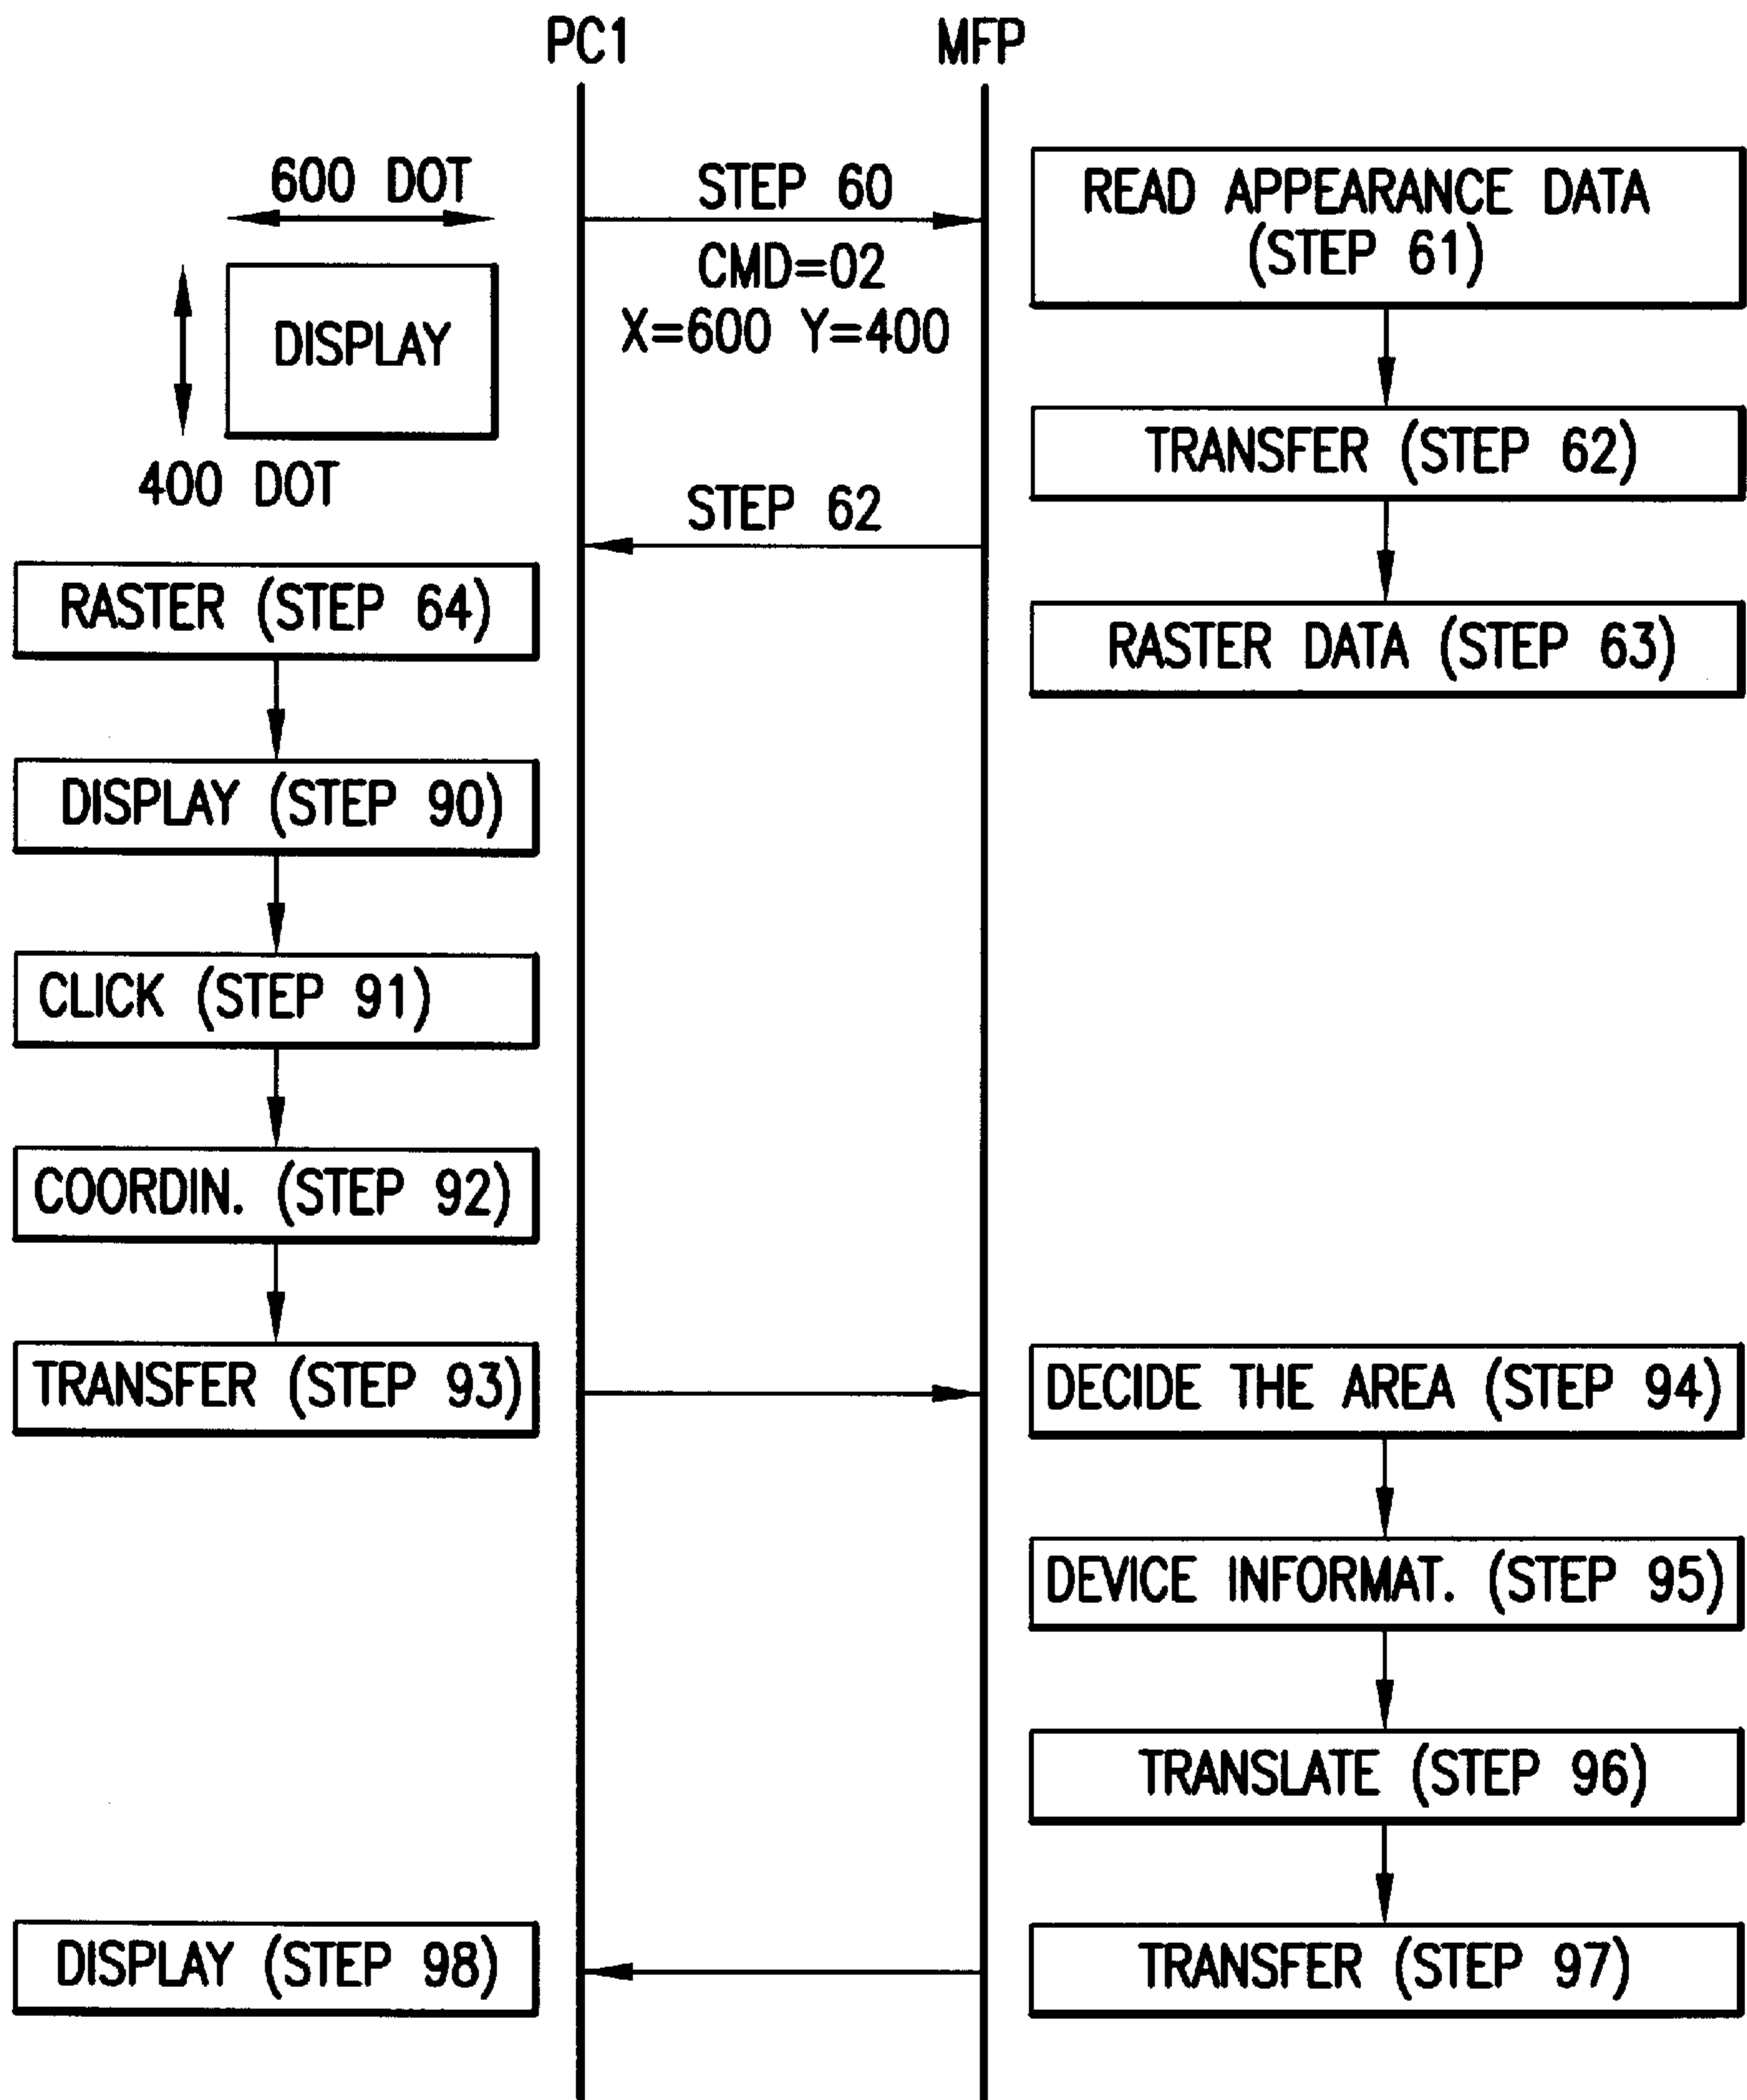 PC1
MFP
600 DOT
DISPLAY
400 DOT
STEP 60
CMD=02
X=600 Y=400
READ APPEARANCE DATA
(STEP 61)
TRANSFER (STEP 62)
STEP 62
RASTER (STEP 64)
RASTER DATA (STEP 63)
DISPLAY (STEP 90)
CLICK (STEP 91)
COORDIN. (STEP 92)
TRANSFER (STEP 93)
DECIDE THE AREA (STEP 94)
DEVICE INFORMAT. (STEP 95)
TRANSLATE (STEP 96)
TRANSFER (STEP 97)
DISPLAY (STEP 98)